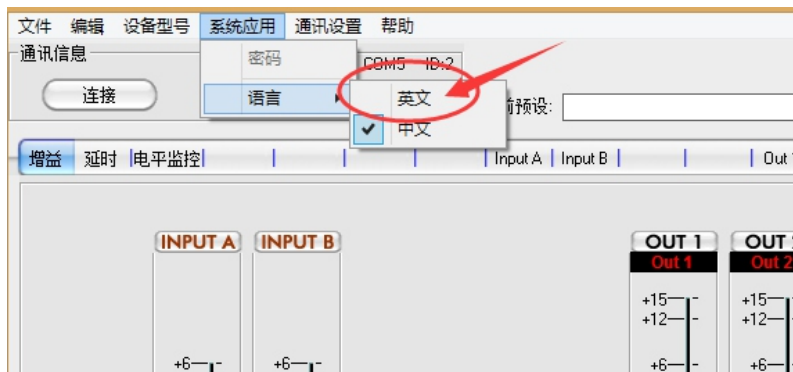 文件 编辑 设备型号 系统应用 通讯设置 帮助
通讯信息
密码
COM5 ID:2
连接
语言
英文
前预设:
中文
增益 延时 电平监控 Input A Input B Out
INPUT A INPUT B OUT 1 OUT
Out 1 Out 2
+15 +15
+12 +12
+6 +6 +6 +6